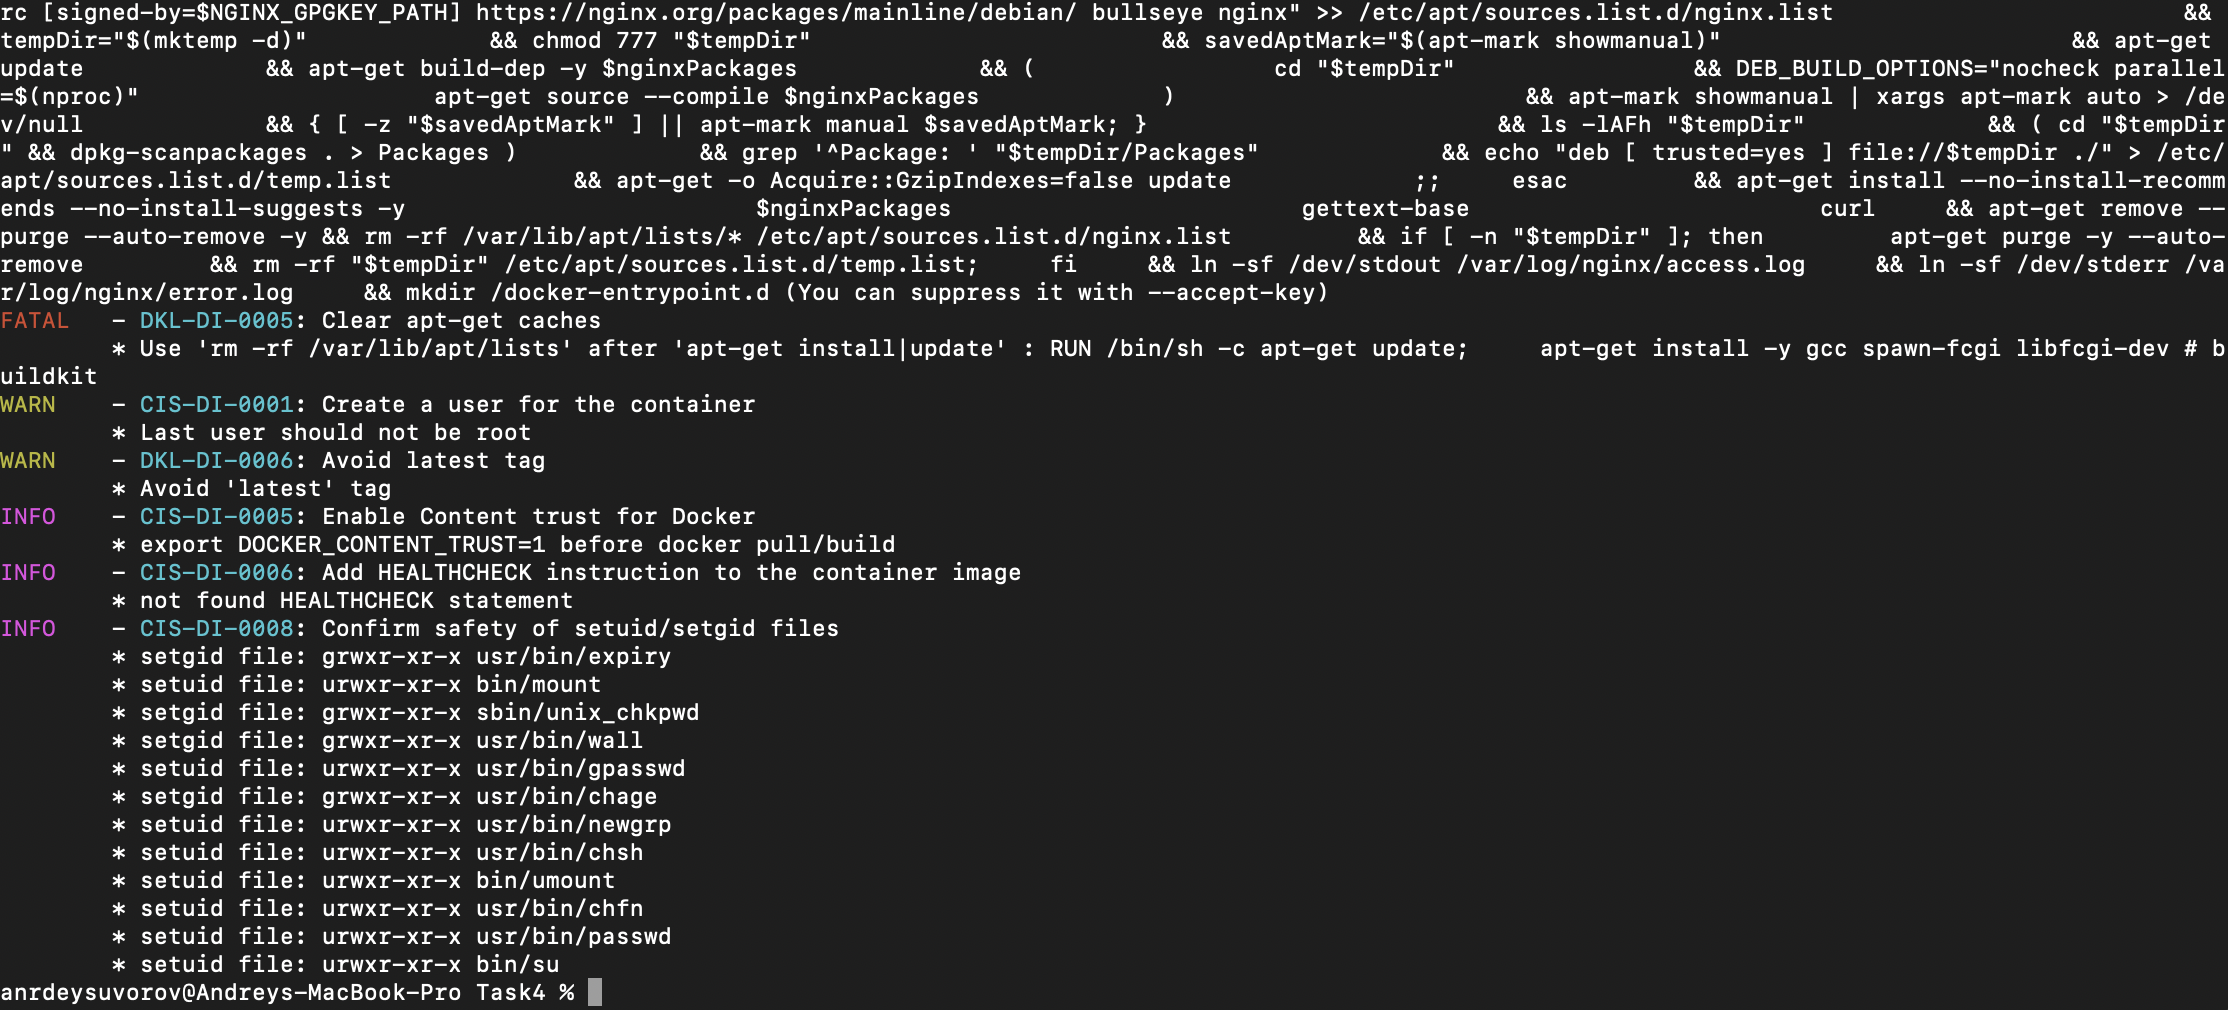 rc [signed-by=$NGINX_GPGKEY_PATH] https://nginx.org/packages/mainline/debian/ bullseye nginx" >> /etc/apt/sources.list.d/nginx.list                         &&
tempDir="$(mktemp -d)"             && chmod 777 "$tempDir"                         && savedAptMark="$(apt-mark showmanual)"                         && apt-get
update             && apt-get build-dep -y $nginxPackages             && (                 cd "$tempDir"                 && DEB_BUILD_OPTIONS="nocheck parallel
=$(nproc)"                     apt-get source --compile $nginxPackages             )                         && apt-mark showmanual | xargs apt-mark auto > /de
v/null             && { [ -z "$savedAptMark" ] || apt-mark manual $savedAptMark; }                         && ls -lAFh "$tempDir"             && ( cd "$tempDir
" && dpkg-scanpackages . > Packages )             && grep '^Package: ' "$tempDir/Packages"             && echo "deb [ trusted=yes ] file://$tempDir ./" > /etc/
apt/sources.list.d/temp.list             && apt-get -o Acquire::GzipIndexes=false update             ;;     esac         && apt-get install --no-install-recomm
ends --no-install-suggests -y                         $nginxPackages                         gettext-base                         curl     && apt-get remove --
purge --auto-remove -y && rm -rf /var/lib/apt/lists/* /etc/apt/sources.list.d/nginx.list         && if [ -n "$tempDir" ]; then         apt-get purge -y --auto-
remove         && rm -rf "$tempDir" /etc/apt/sources.list.d/temp.list;     fi     && ln -sf /dev/stdout /var/log/nginx/access.log     && ln -sf /dev/stderr /va
r/log/nginx/error.log     && mkdir /docker-entrypoint.d (You can suppress it with --accept-key)
FATAL   - DKL-DI-0005: Clear apt-get caches
        * Use 'rm -rf /var/lib/apt/lists' after 'apt-get install|update' : RUN /bin/sh -c apt-get update;     apt-get install -y gcc spawn-fcgi libfcgi-dev # b
uildkit
WARN    - CIS-DI-0001: Create a user for the container
        * Last user should not be root
WARN    - DKL-DI-0006: Avoid latest tag
        * Avoid 'latest' tag
INFO    - CIS-DI-0005: Enable Content trust for Docker
        * export DOCKER_CONTENT_TRUST=1 before docker pull/build
INFO    - CIS-DI-0006: Add HEALTHCHECK instruction to the container image
        * not found HEALTHCHECK statement
INFO    - CIS-DI-0008: Confirm safety of setuid/setgid files
        * setgid file: grwxr-xr-x usr/bin/expiry
        * setuid file: urwxr-xr-x bin/mount
        * setgid file: grwxr-xr-x sbin/unix_chkpwd
        * setgid file: grwxr-xr-x usr/bin/wall
        * setuid file: urwxr-xr-x usr/bin/gpasswd
        * setgid file: grwxr-xr-x usr/bin/chage
        * setuid file: urwxr-xr-x usr/bin/newgrp
        * setuid file: urwxr-xr-x usr/bin/chsh
        * setuid file: urwxr-xr-x bin/umount
        * setuid file: urwxr-xr-x usr/bin/chfn
        * setuid file: urwxr-xr-x usr/bin/passwd
        * setuid file: urwxr-xr-x bin/su
anrdeysuvorov@Andreys-MacBook-Pro Task4 %